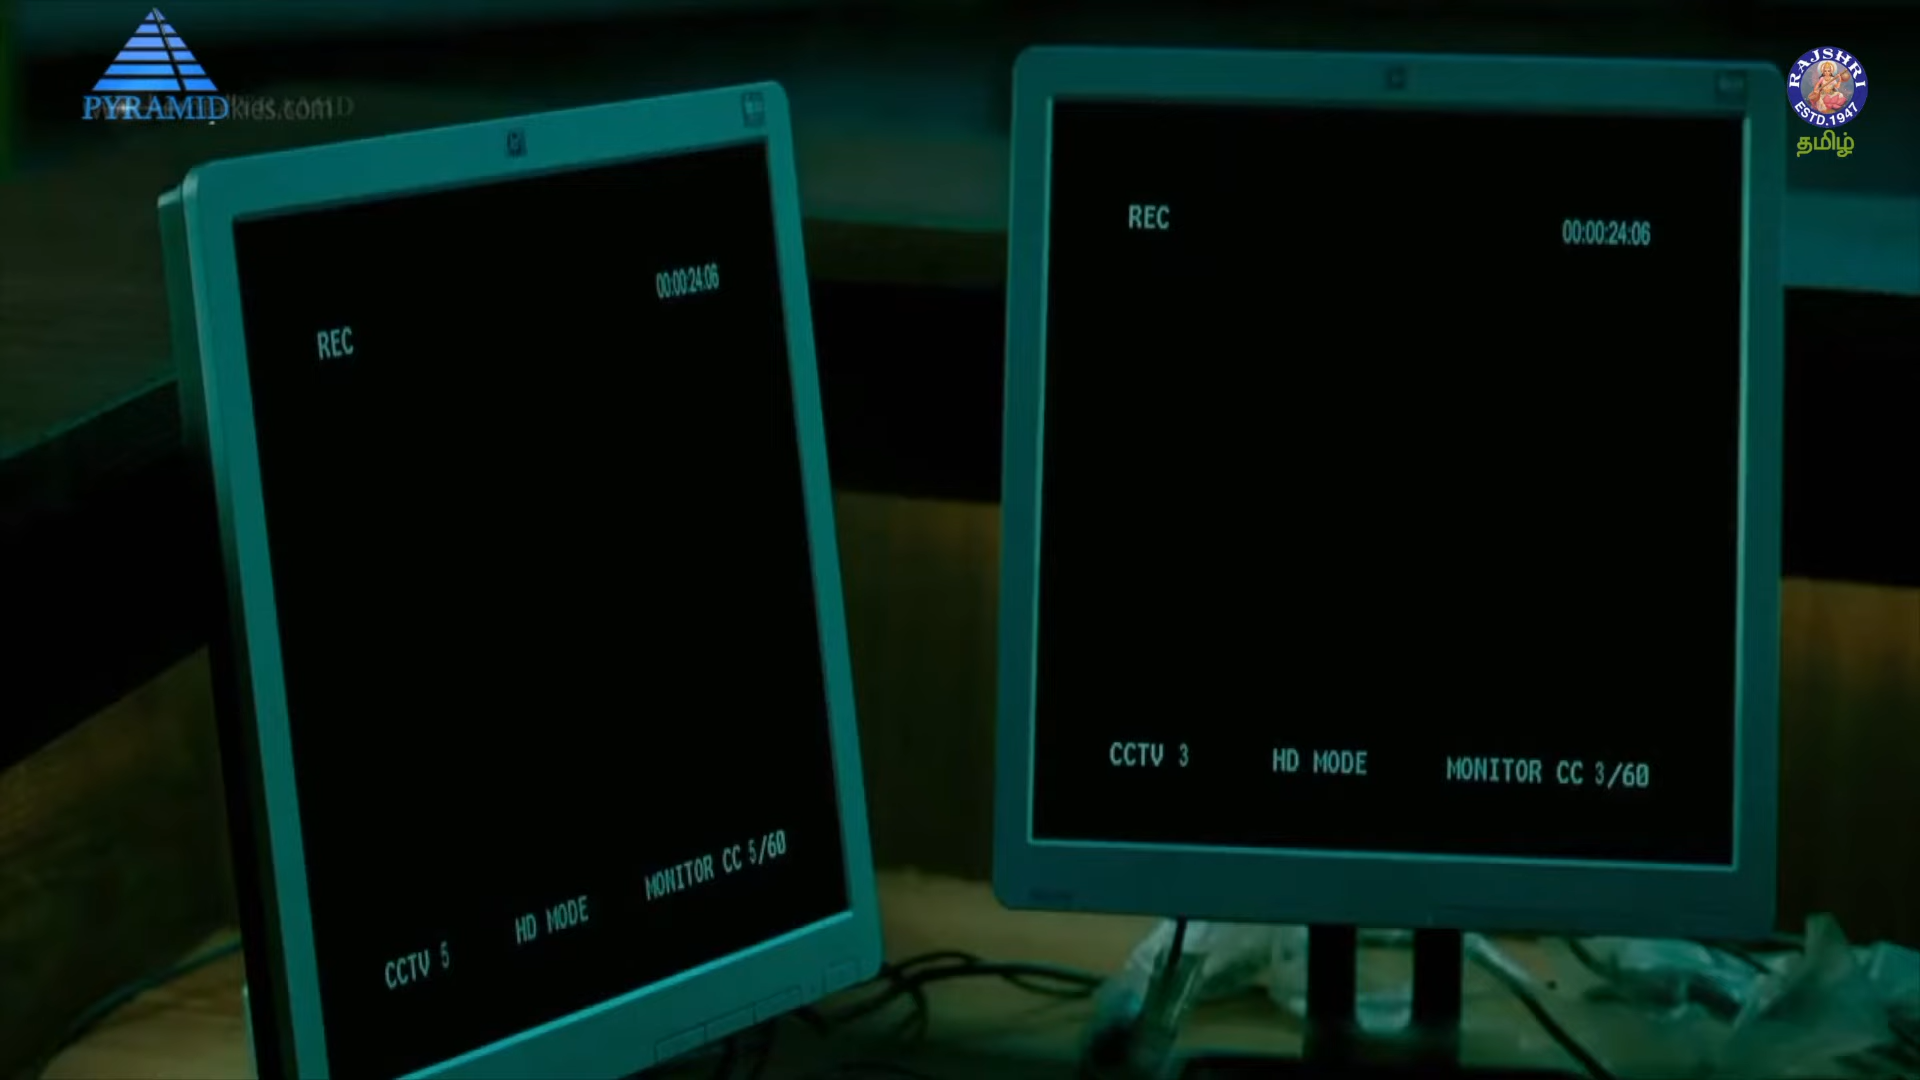 PYRAMID
RAJSHRI
ESTD.1947
தமிழ்
REC
00:00:24:06
CCTV 5
HD MODE
MONITOR CC 5/60
REC
00:00:24:06
CCTV 3
HD MODE
MONITOR CC 3/60